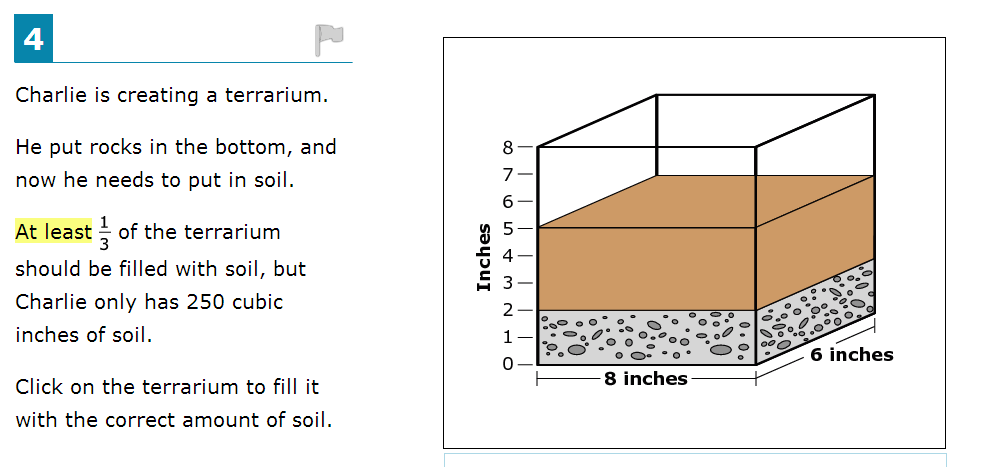 4
Charlie is creating a terrarium.
He put rocks in the bottom, and
now he needs to put in soil.
At least 1/3 of the terrarium
should be filled with soil, but
Charlie only has 250 cubic
inches of soil.
Click on the terrarium to fill it
with the correct amount of soil.
Inches
8
7
6
5
4
3
2
1
0
8 inches
6 inches